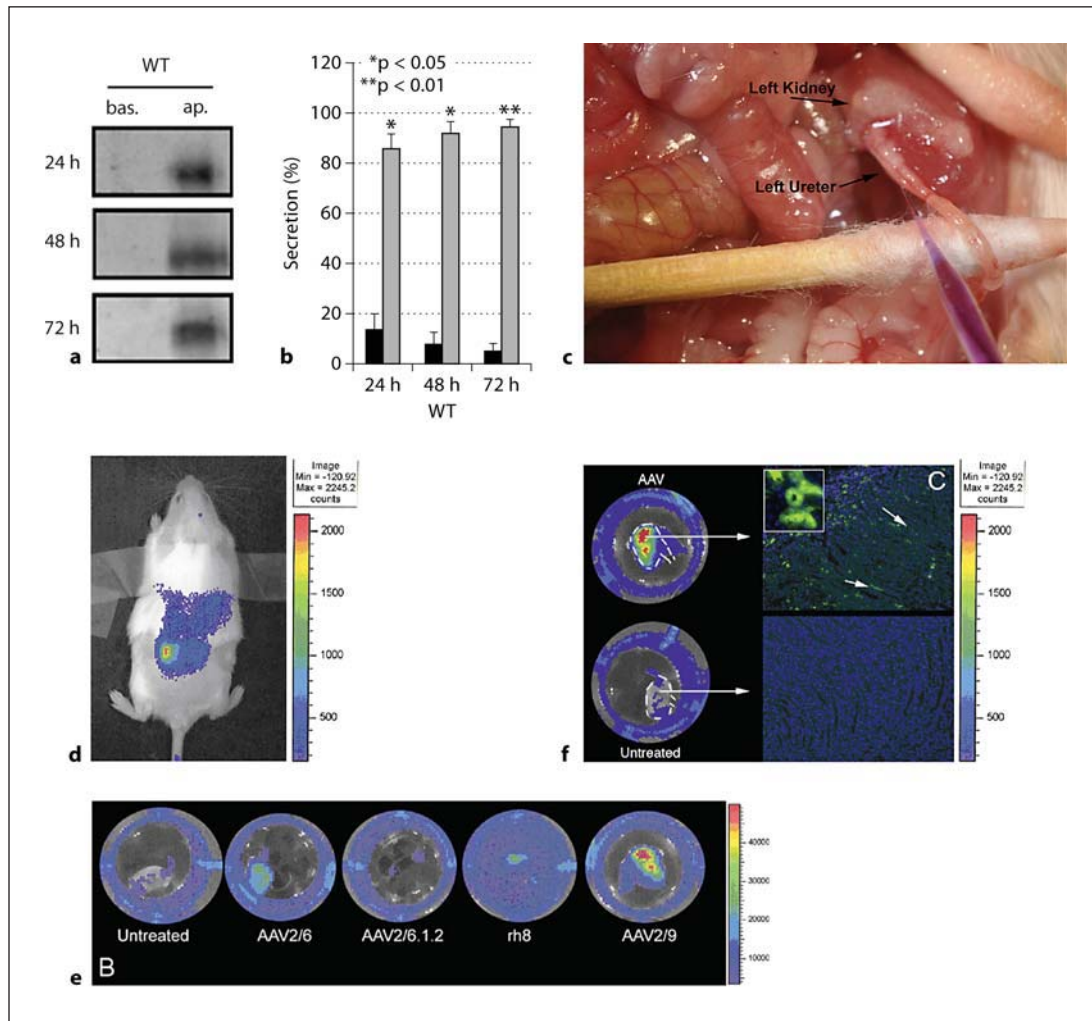 WT
bas. ap.
24 h
48 h
72 h
a
120
100
80
60
40
20
0
Secretion (%)
*p < 0.05
**p < 0.01
*
*
**
24 h 48 h 72 h
WT
b
Left Kidney
Left Ureter
c
Image
Min = -120.92
Max = 2245.2
counts
2000
1500
1000
500
d
AAV
C
Untreated
Image
Min = -120.92
Max = 2245.2
counts
2000
1500
1000
500
f
40000
30000
20000
10000
Untreated AAV2/6 AAV2/6.1.2 rh8 AAV2/9
B
e